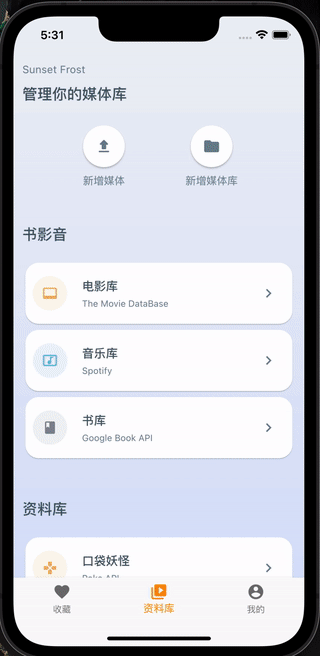 5:31
Sunset Frost
管理你的媒体库
新增媒体
新增媒体库
书影音
电影库
The Movie DataBase
音乐库
Spotify
书库
Google Book API
资料库
口袋妖怪
Poke API
收藏
资料库
我的